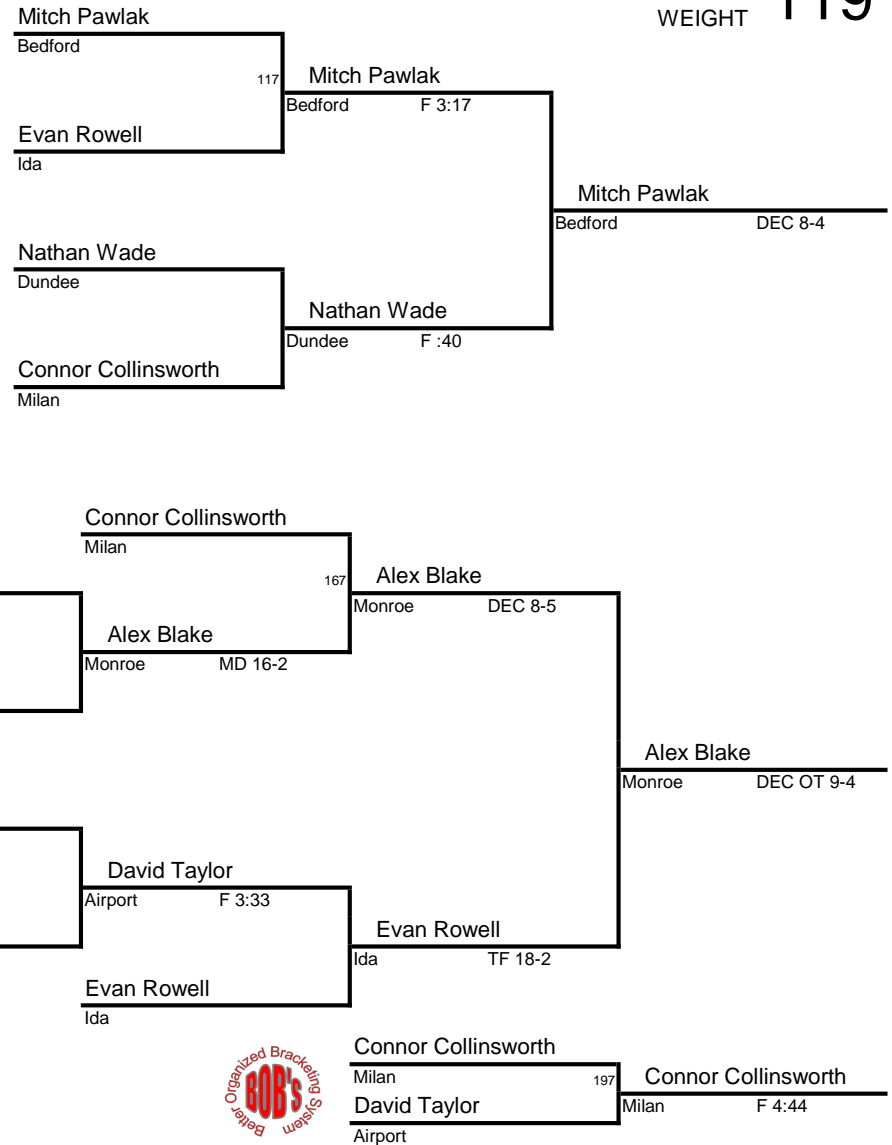 WEIGHT 119
Mitch Pawlak
Bedford
117 Mitch Pawlak
Bedford F 3:17
Evan Rowell
Ida
Mitch Pawlak
Bedford DEC 8-4
Nathan Wade
Dundee
Nathan Wade
Dundee F :40
Connor Collinsworth
Milan
Connor Collinsworth
Milan
167 Alex Blake
Monroe DEC 8-5
Alex Blake
Monroe MD 16-2
Alex Blake
Monroe DEC OT 9-4
David Taylor
Airport F 3:33
Evan Rowell
Ida TF 18-2
Evan Rowell
Ida
Better Organized Bracketing System
BOB's
Connor Collinsworth
Milan
197 Connor Collinsworth
Milan F 4:44
David Taylor
Airport